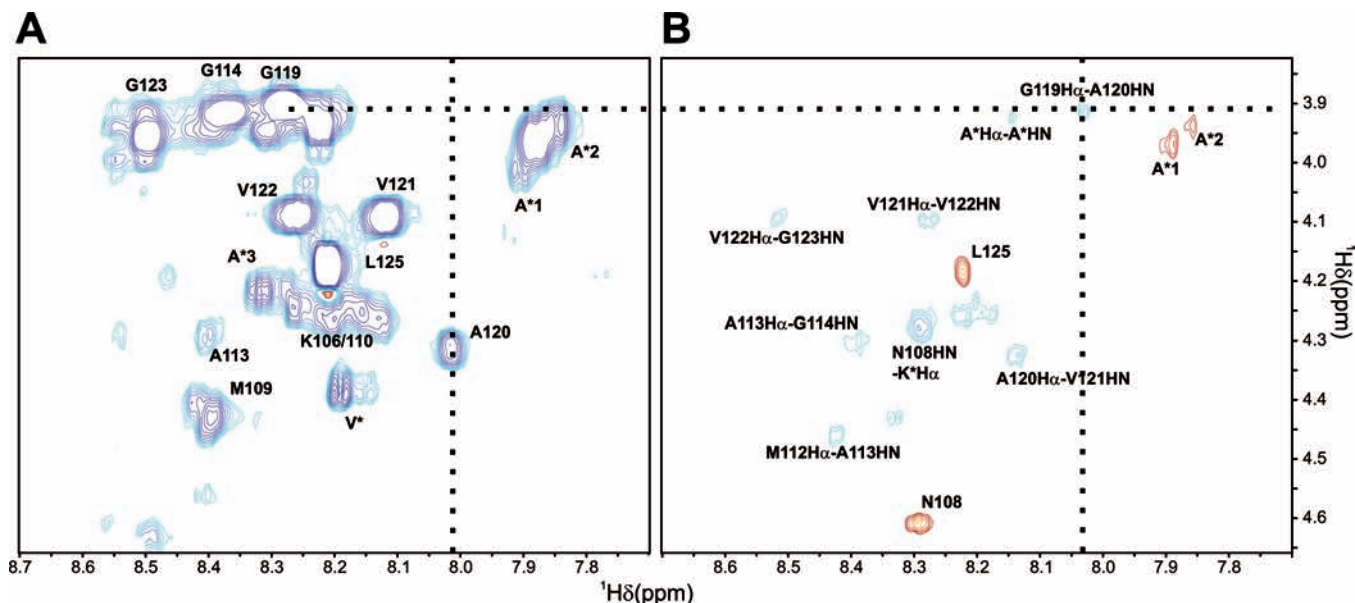 A
B
G123
G114
G119
A*2
A*1
V122
V121
A*3
L125
K106/110
A120
A113
M109
V*
8.7
8.6
8.5
8.4
8.3
8.2
8.1
8.0
7.9
7.8
G119Hα-A120HN
A*Hα-A*HN
A*2
A*1
V121Hα-V122HN
V122Hα-G123HN
L125
A113Hα-G114HN
N108HN
-K*Hα
A120Hα-V121HN
M112Hα-A113HN
N108
8.6
8.5
8.4
8.3
8.2
8.1
8.0
7.9
7.8
3.9
4.0
4.1
4.2
4.3
4.4
4.5
4.6
¹Hδ(ppm)
¹Hδ(ppm)